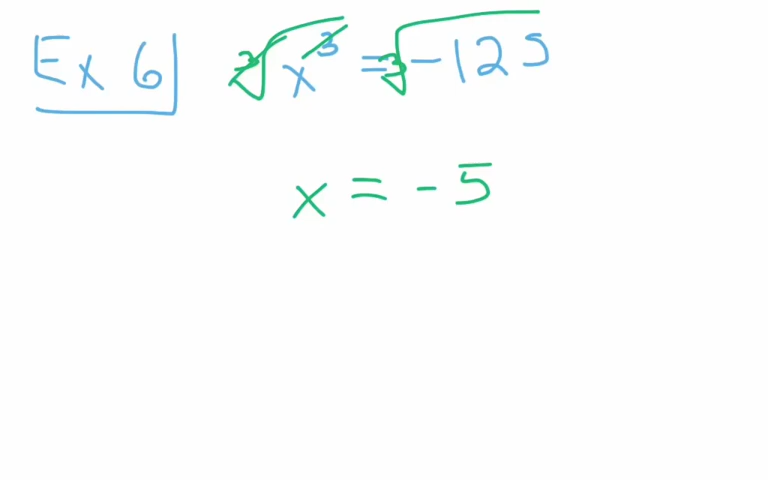 Ex 6 ∛x³ = ∛-125
x = -5